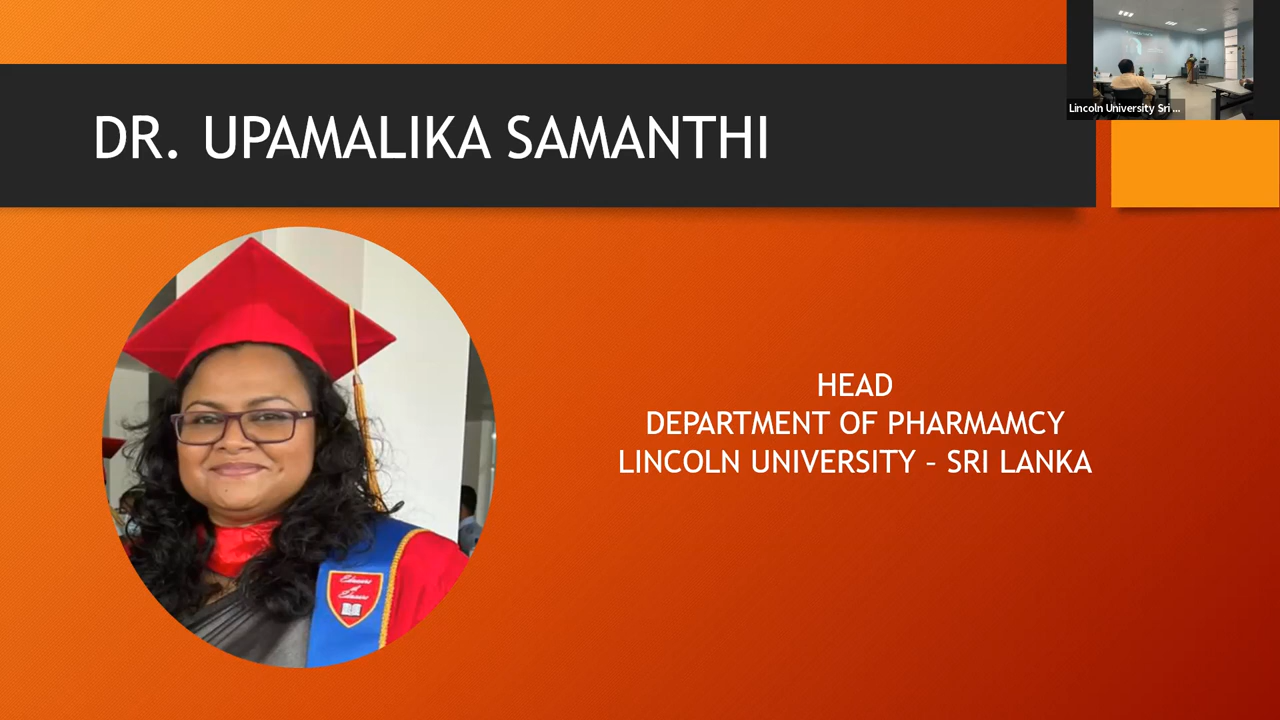 Lincoln University Sri ...
DR. UPAMALIKA SAMANTHI
HEAD
DEPARTMENT OF PHARMAMCY
LINCOLN UNIVERSITY – SRI LANKA